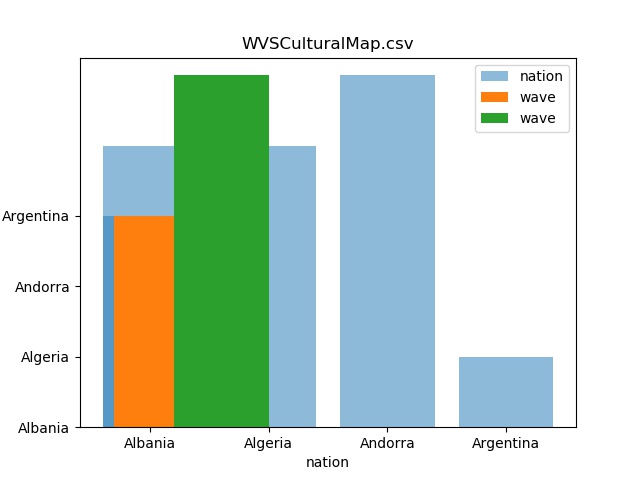 WVSCulturalMap.csv
nation
wave
wave
Argentina
Andorra
Algeria
Albania
Albania Algeria Andorra Argentina
nation